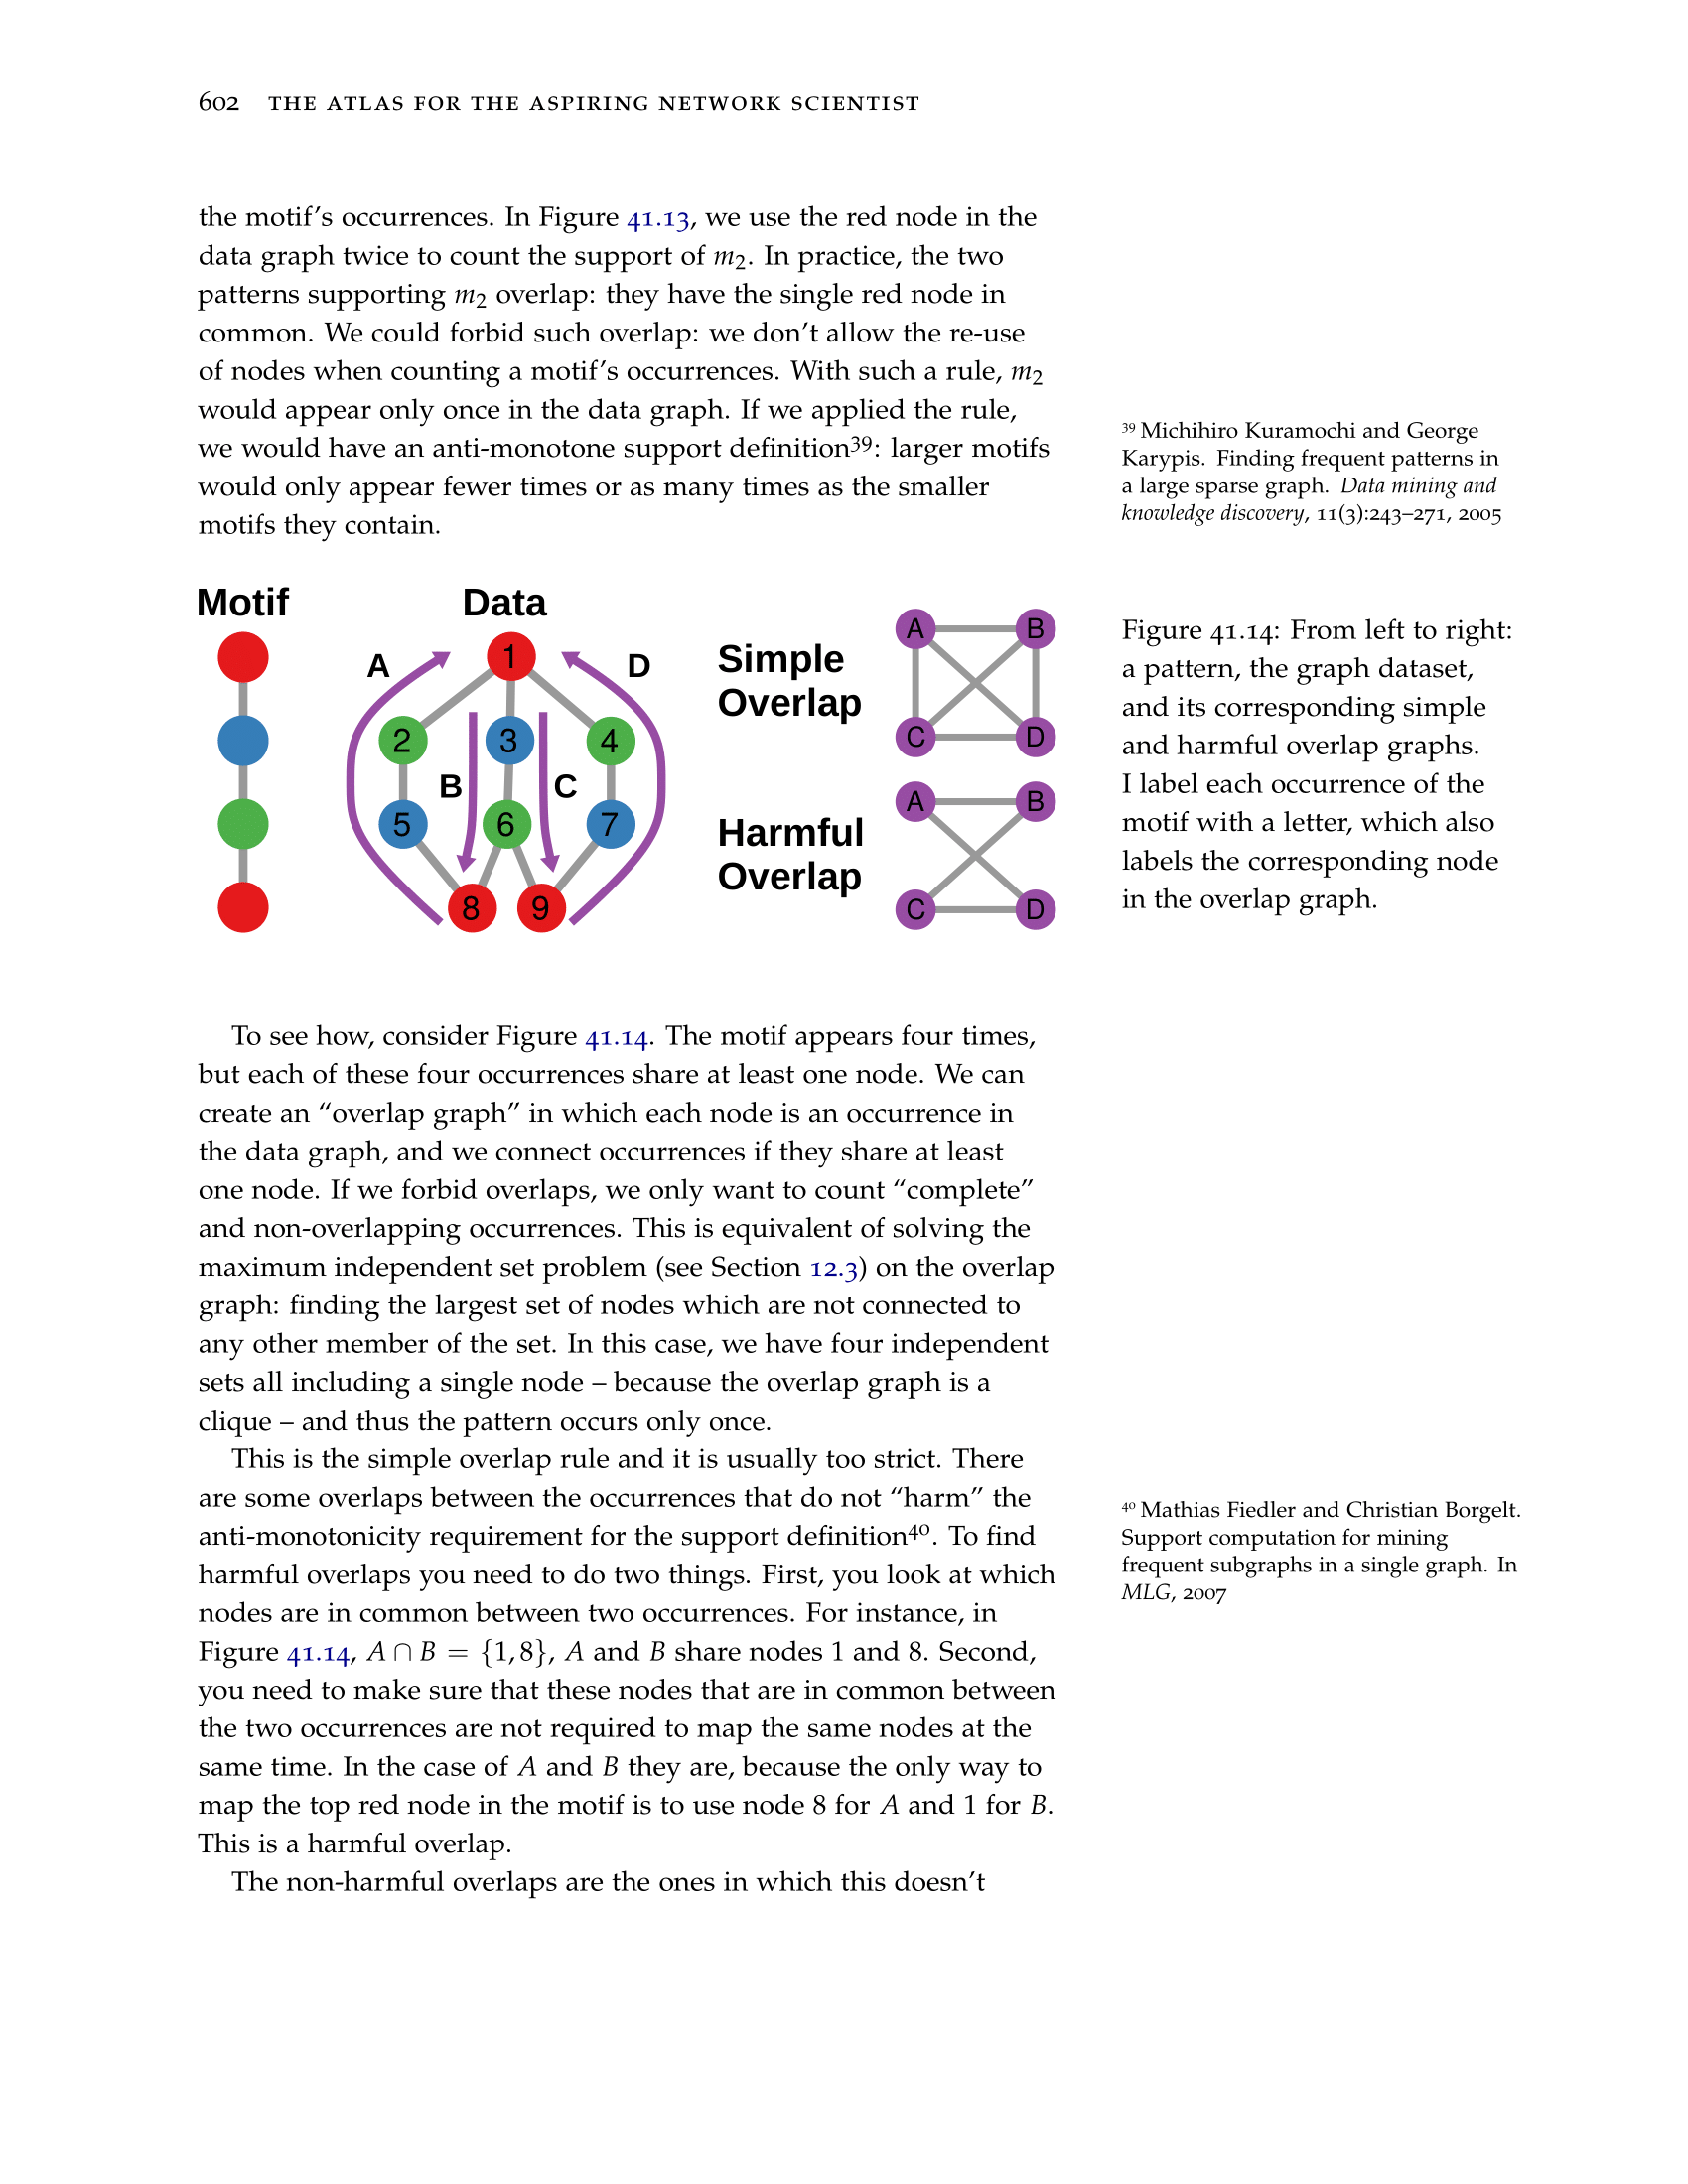 602 THE ATLAS FOR THE ASPIRING NETWORK SCIENTIST
the motif's occurrences. In Figure 41.13, we use the red node in the
data graph twice to count the support of m2. In practice, the two
patterns supporting m2 overlap: they have the single red node in
common. We could forbid such overlap: we don't allow the re-use
of nodes when counting a motif's occurrences. With such a rule, m2
would appear only once in the data graph. If we applied the rule,
we would have an anti-monotone support definition39: larger motifs
would only appear fewer times or as many times as the smaller
motifs they contain.
39 Michihiro Kuramochi and George
Karypis. Finding frequent patterns in
a large sparse graph. Data mining and
knowledge discovery, 11(3):243–271, 2005
Motif
Data
A
B
C
D
1
2
3
4
5
6
7
8
9
Simple
Overlap
A
B
C
D
Harmful
Overlap
A
B
C
D
Figure 41.14: From left to right:
a pattern, the graph dataset,
and its corresponding simple
and harmful overlap graphs.
I label each occurrence of the
motif with a letter, which also
labels the corresponding node
in the overlap graph.
To see how, consider Figure 41.14. The motif appears four times,
but each of these four occurrences share at least one node. We can
create an “overlap graph” in which each node is an occurrence in
the data graph, and we connect occurrences if they share at least
one node. If we forbid overlaps, we only want to count “complete”
and non-overlapping occurrences. This is equivalent of solving the
maximum independent set problem (see Section 12.3) on the overlap
graph: finding the largest set of nodes which are not connected to
any other member of the set. In this case, we have four independent
sets all including a single node – because the overlap graph is a
clique – and thus the pattern occurs only once.
This is the simple overlap rule and it is usually too strict. There
are some overlaps between the occurrences that do not “harm” the
anti-monotonicity requirement for the support definition40. To find
harmful overlaps you need to do two things. First, you look at which
nodes are in common between two occurrences. For instance, in
Figure 41.14, A ∩ B = {1, 8}, A and B share nodes 1 and 8. Second,
you need to make sure that these nodes that are in common between
the two occurrences are not required to map the same nodes at the
same time. In the case of A and B they are, because the only way to
map the top red node in the motif is to use node 8 for A and 1 for B.
This is a harmful overlap.
The non-harmful overlaps are the ones in which this doesn't
40 Mathias Fiedler and Christian Borgelt.
Support computation for mining
frequent subgraphs in a single graph. In
MLG, 2007